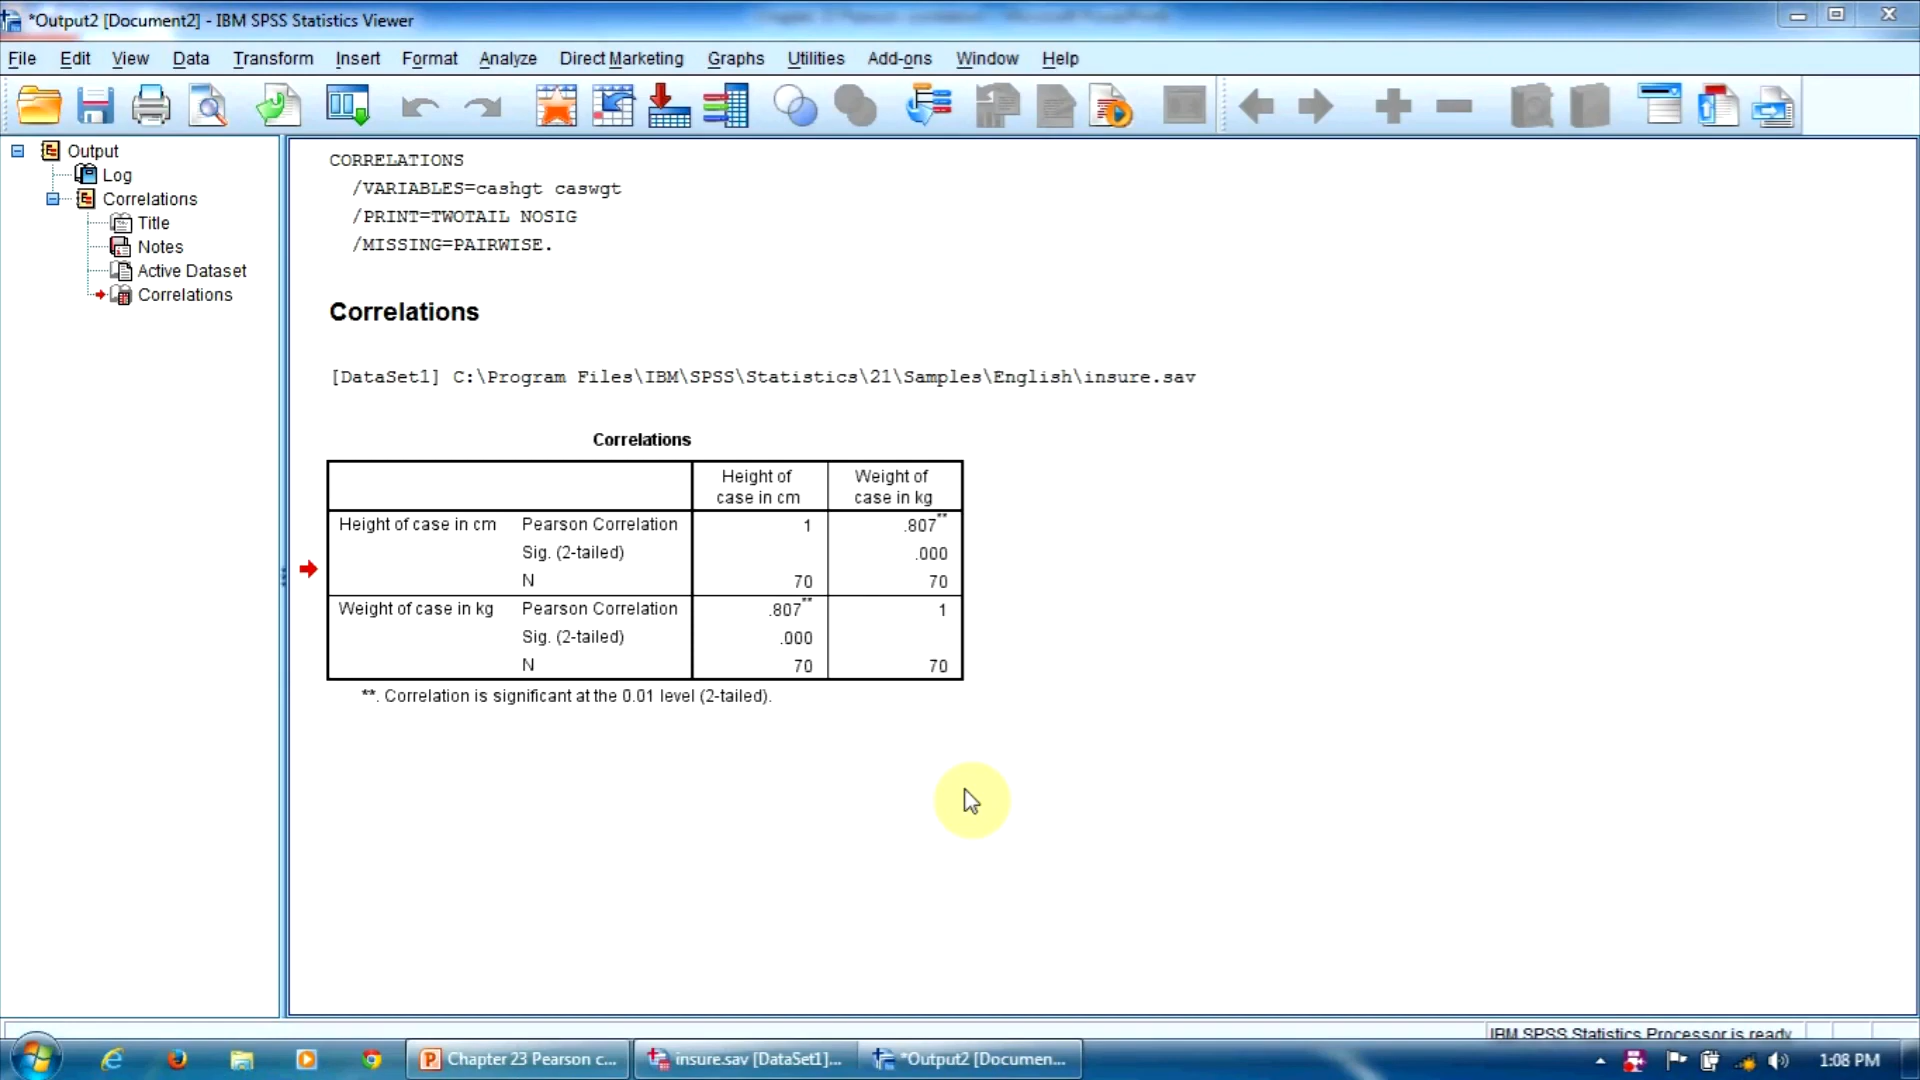 *Output2 [Document2] - IBM SPSS Statistics Viewer
File Edit View Data Transform Insert Format Analyze Direct Marketing Graphs Utilities Add-ons Window Help
Output
Log
Correlations
Title
Notes
Active Dataset
Correlations
CORRELATIONS
/VARIABLES=cashgt caswgt
/PRINT=TWOTAIL NOSIG
/MISSING=PAIRWISE.
Correlations
[DataSet1] C:\Program Files\IBM\SPSS\Statistics\21\Samples\English\insure.sav
Correlations
Height of case in cm Weight of case in kg
Height of case in cm Pearson Correlation 1 .807**
Sig. (2-tailed) .000
N 70 70
Weight of case in kg Pearson Correlation .807** 1
Sig. (2-tailed) .000
N 70 70
**. Correlation is significant at the 0.01 level (2-tailed).
IBM SPSS Statistics Processor is ready
Chapter 23 Pearson c... insure.sav [DataSet1]... *Output2 [Documen... 1:08 PM